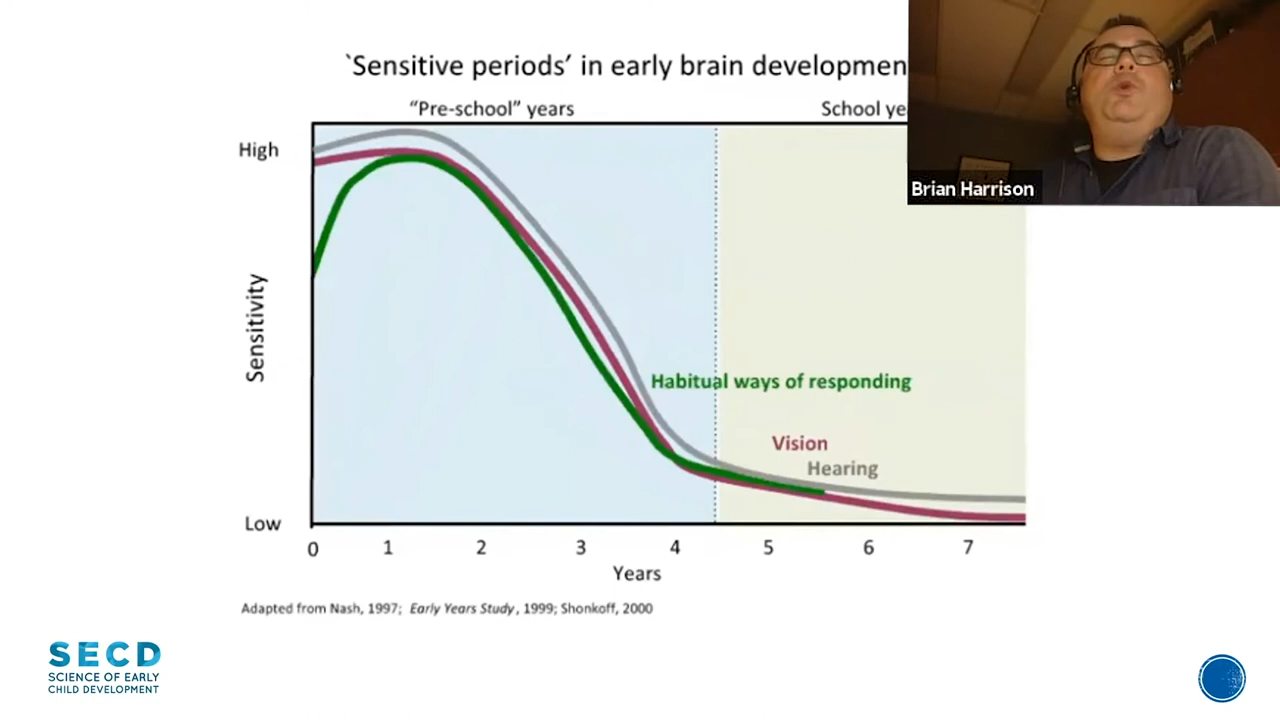 `Sensitive periods’ in early brain developmen
“Pre-school” years
School ye
Brian Harrison
High
Sensitivity
Low
Habitual ways of responding
Vision
Hearing
0 1 2 3 4 5 6 7
Years
Adapted from Nash, 1997; Early Years Study, 1999; Shonkoff, 2000
SECD
SCIENCE OF EARLY
CHILD DEVELOPMENT